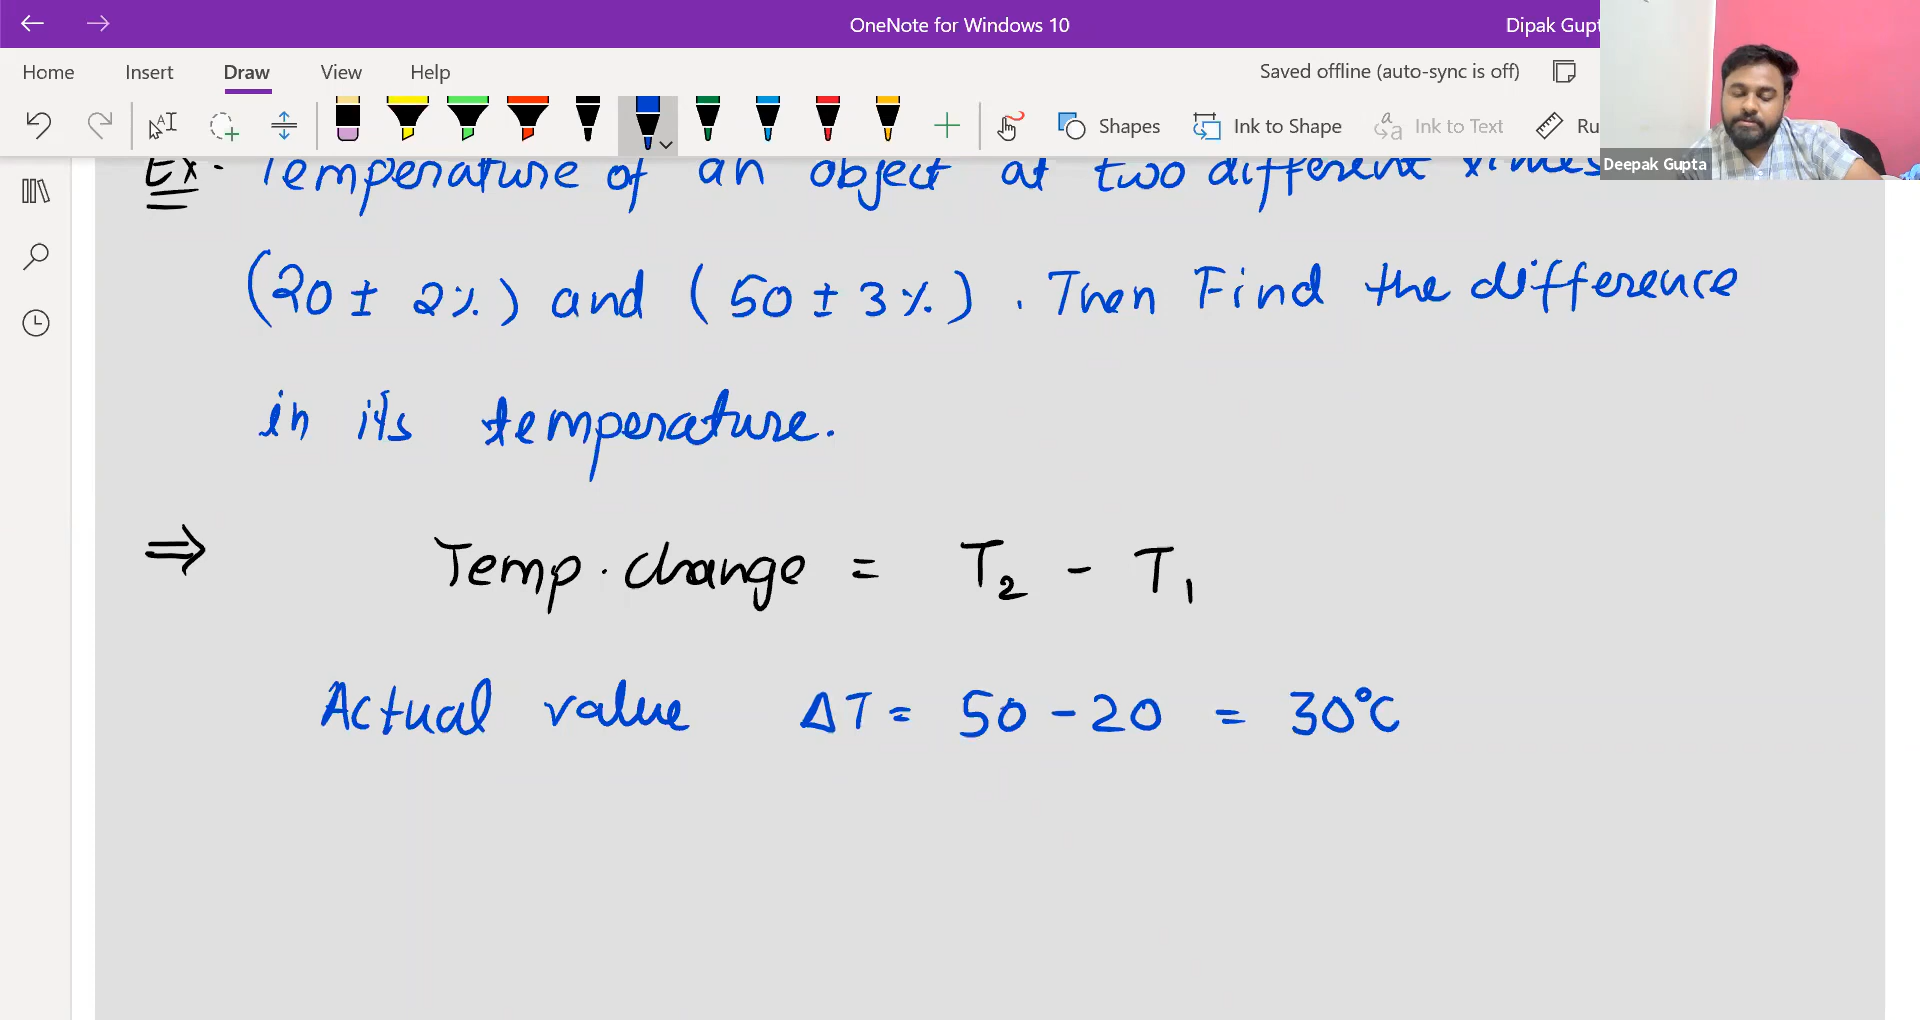 OneNote for Windows 10
Dipak Gup
Home Insert Draw View Help
Saved offline (auto-sync is off)
Shapes Ink to Shape Ink to Text Ru
Deepak Gupta
Ex- Temperature of an object at two different times
(20 ± 2%) and (50 ± 3%). Then Find the difference
in its temperature.
⇒ Temp. change = T₂ - T₁
Actual value ΔT = 50 - 20 = 30°C